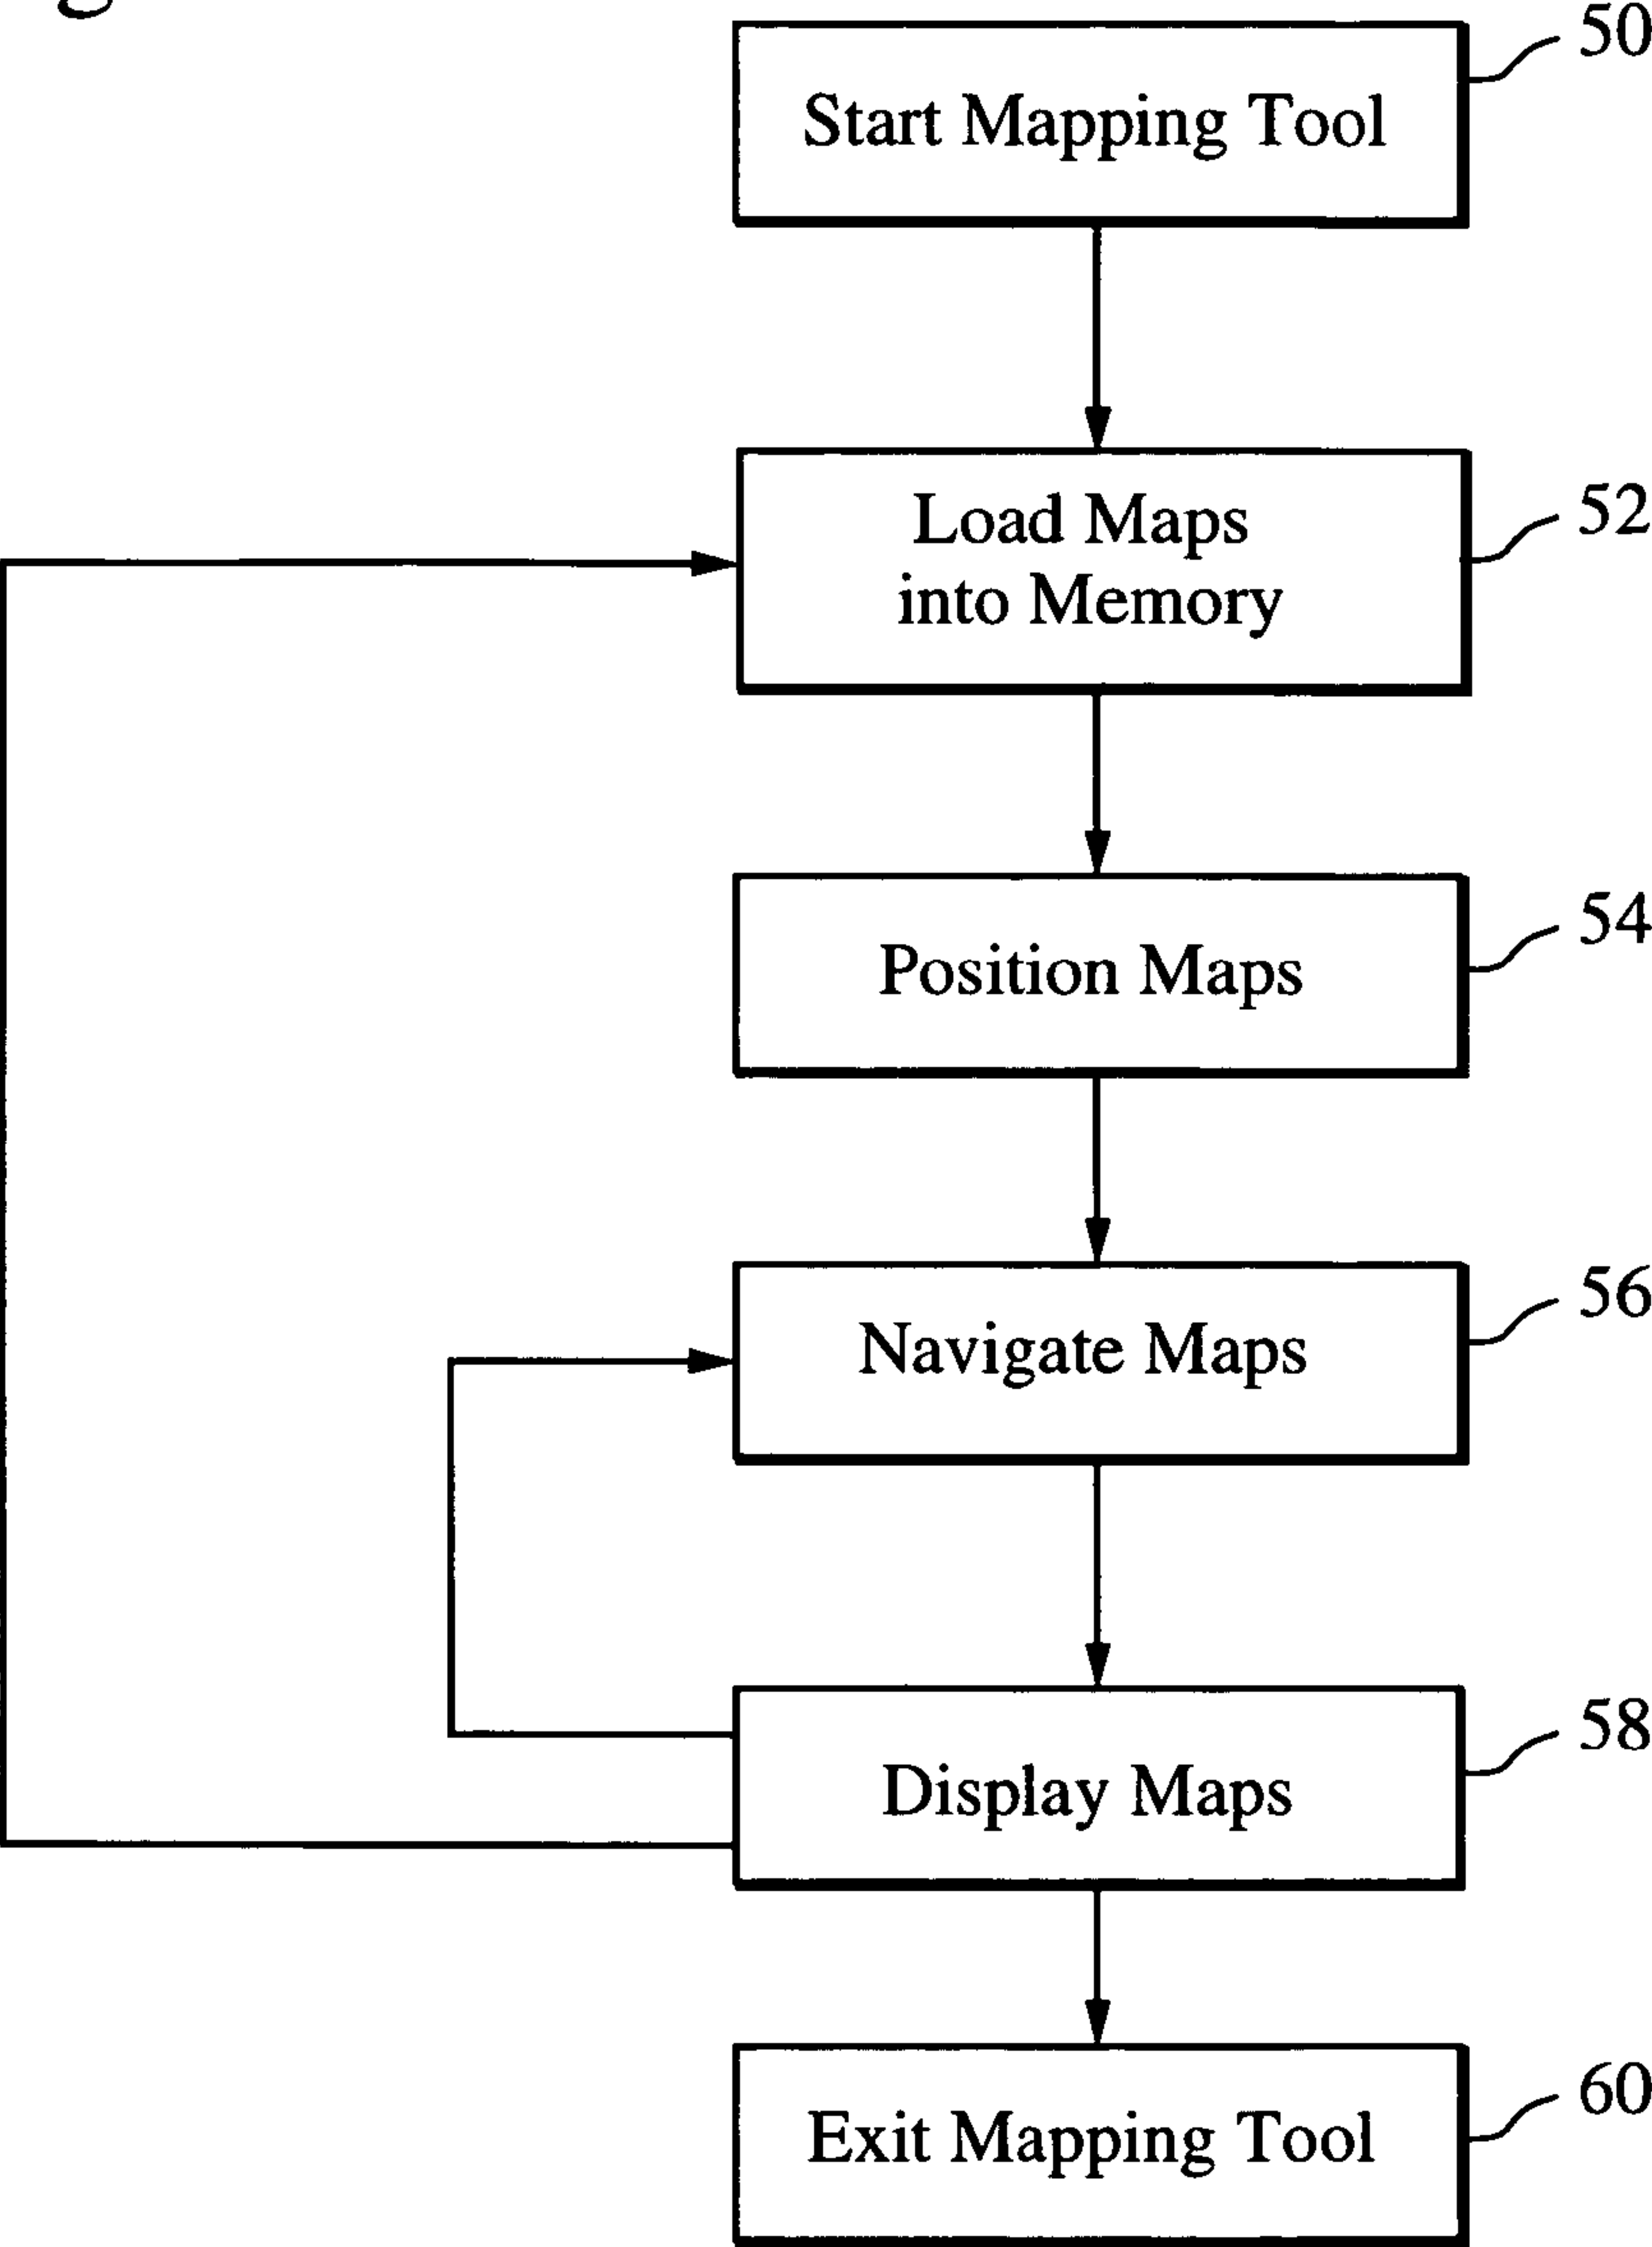 50
Start Mapping Tool
52
Load Maps
into Memory
54
Position Maps
56
Navigate Maps
58
Display Maps
60
Exit Mapping Tool